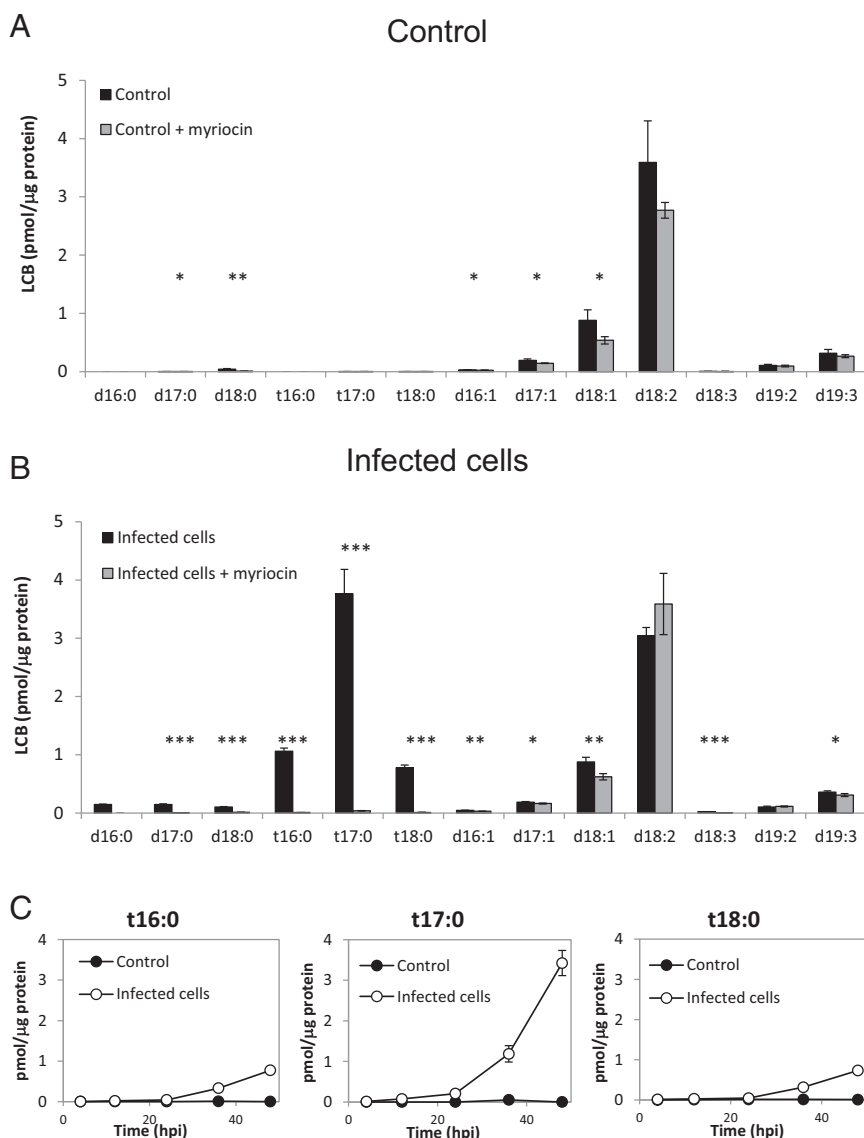 A
Control
5
Control
4
Control + myriocin
3
2
1
0
LCB (pmol/µg protein)
* ** * * *
d16:0 d17:0 d18:0 t16:0 t17:0 t18:0 d16:1 d17:1 d18:1 d18:2 d18:3 d19:2 d19:3
B
Infected cells
5
Infected cells
***
4
Infected cells + myriocin
3
2
1
0
LCB (pmol/µg protein)
*** *** *** *** ** * ** *** *
d16:0 d17:0 d18:0 t16:0 t17:0 t18:0 d16:1 d17:1 d18:1 d18:2 d18:3 d19:2 d19:3
C
t16:0
4
Control
3
Infected cells
2
1
0
pmol/µg protein
0 20 40
Time (hpi)
t17:0
4
Control
3
Infected cells
2
1
0
pmol/µg protein
0 20 40
Time (hpi)
t18:0
4
Control
3
Infected cells
2
1
0
pmol/µg protein
0 20 40
Time (hpi)